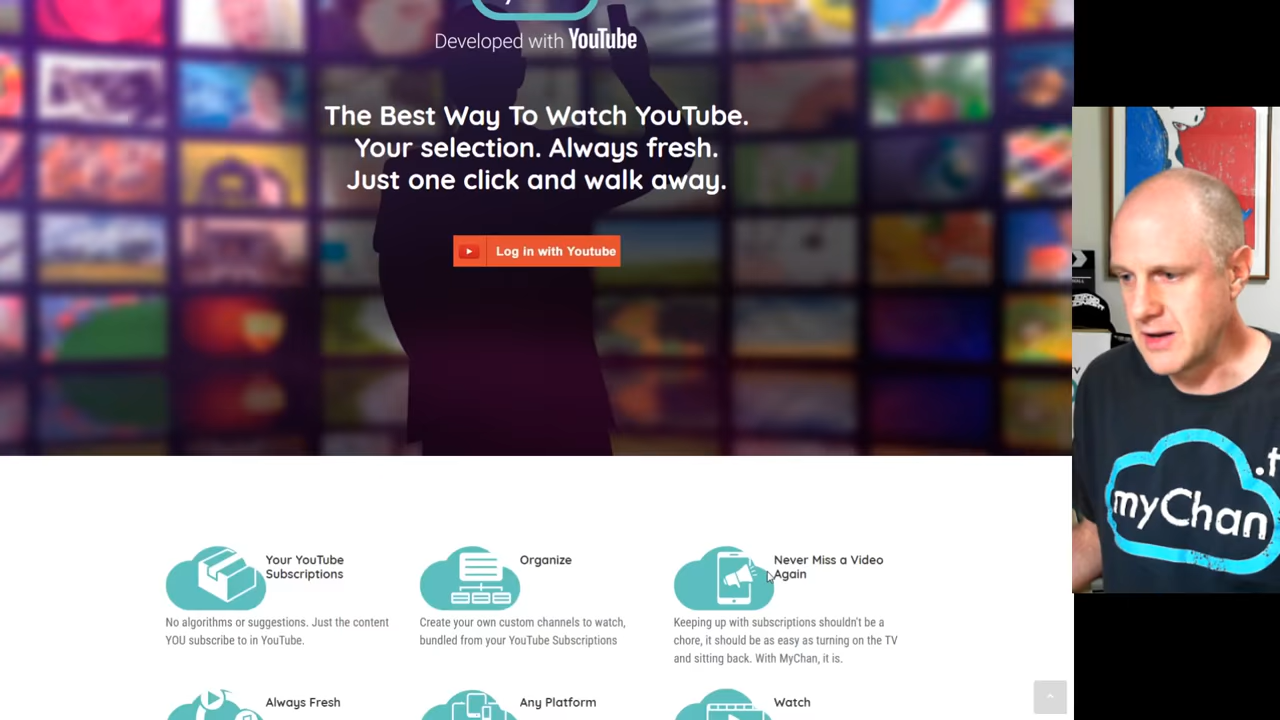 Developed with YouTube
The Best Way To Watch YouTube.
Your selection. Always fresh.
Just one click and walk away.
Log in with Youtube
Your YouTube
Subscriptions
No algorithms or suggestions. Just the content
YOU subscribe to in YouTube.
Organize
Create your own custom channels to watch,
bundled from your YouTube Subscriptions
Never Miss a Video
Again
Keeping up with subscriptions shouldn't be a
chore, it should be as easy as turning on the TV
and sitting back. With MyChan, it is.
Always Fresh
Any Platform
Watch
.t
myChan